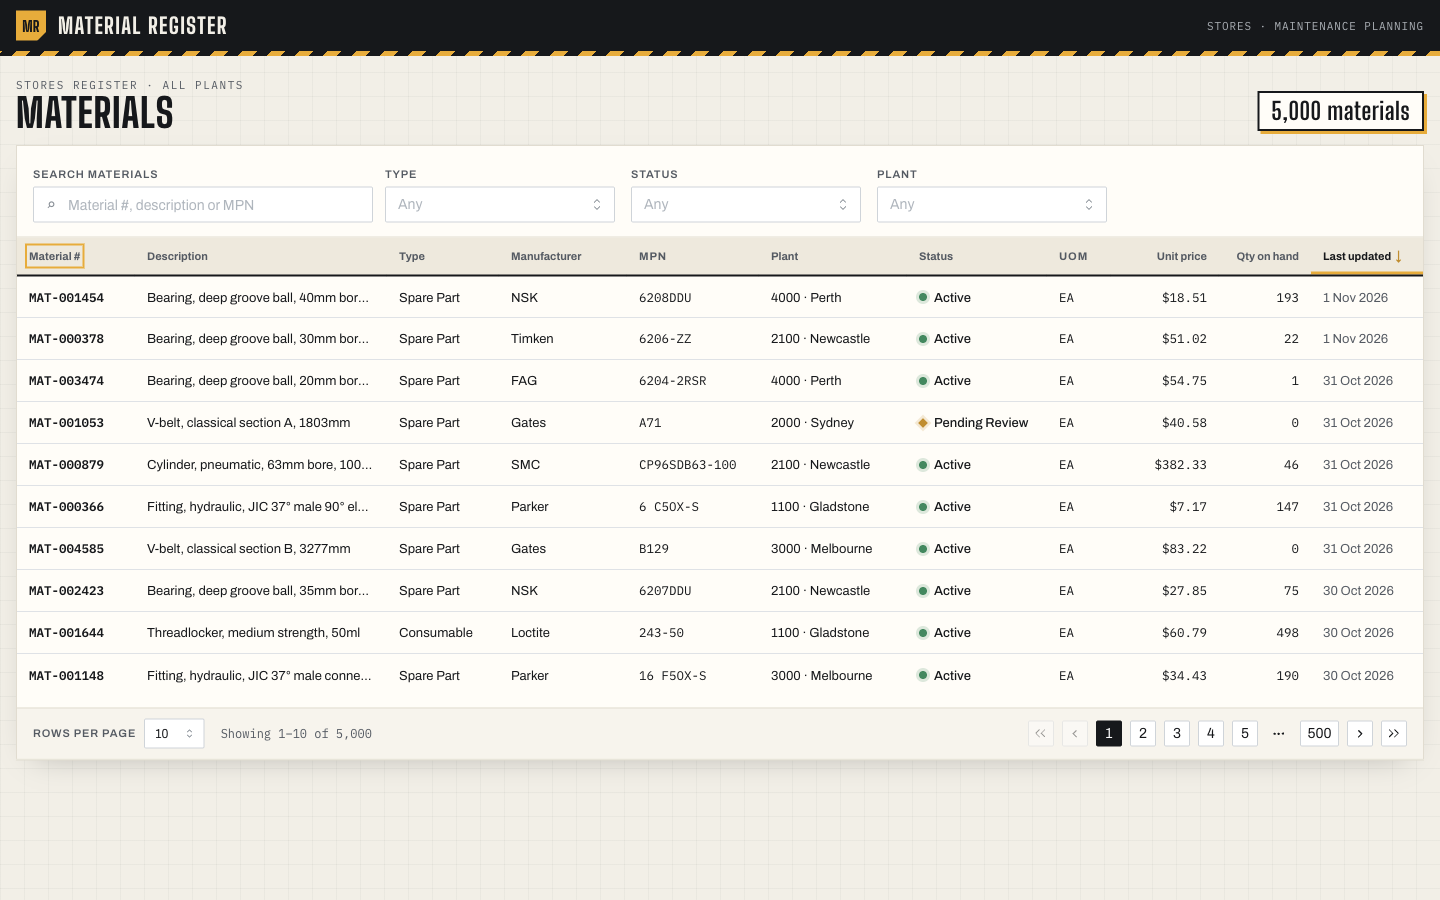 MR MATERIAL REGISTER
STORES · MAINTENANCE PLANNING
STORES REGISTER · ALL PLANTS
MATERIALS
5,000 materials
SEARCH MATERIALS TYPE STATUS PLANT
Material #, description or MPN Any Any Any
Material # Description Type Manufacturer MPN Plant Status UOM Unit price Qty on hand Last updated ↓
MAT-001454 Bearing, deep groove ball, 40mm bor... Spare Part NSK 6208DDU 4000 · Perth Active EA $18.51 193 1 Nov 2026
MAT-000378 Bearing, deep groove ball, 30mm bor... Spare Part Timken 6206-ZZ 2100 · Newcastle Active EA $51.02 22 1 Nov 2026
MAT-003474 Bearing, deep groove ball, 20mm bor... Spare Part FAG 6204-2RSR 4000 · Perth Active EA $54.75 1 31 Oct 2026
MAT-001053 V-belt, classical section A, 1803mm Spare Part Gates A71 2000 · Sydney Pending Review EA $40.58 0 31 Oct 2026
MAT-000879 Cylinder, pneumatic, 63mm bore, 100... Spare Part SMC CP96SDB63-100 2100 · Newcastle Active EA $382.33 46 31 Oct 2026
MAT-000366 Fitting, hydraulic, JIC 37° male 90° el... Spare Part Parker 6 C5OX-S 1100 · Gladstone Active EA $7.17 147 31 Oct 2026
MAT-004585 V-belt, classical section B, 3277mm Spare Part Gates B129 3000 · Melbourne Active EA $83.22 0 31 Oct 2026
MAT-002423 Bearing, deep groove ball, 35mm bor... Spare Part NSK 6207DDU 2100 · Newcastle Active EA $27.85 75 30 Oct 2026
MAT-001644 Threadlocker, medium strength, 50ml Consumable Loctite 243-50 1100 · Gladstone Active EA $60.79 498 30 Oct 2026
MAT-001148 Fitting, hydraulic, JIC 37° male conne... Spare Part Parker 16 F5OX-S 3000 · Melbourne Active EA $34.43 190 30 Oct 2026
ROWS PER PAGE 10 Showing 1–10 of 5,000 1 2 3 4 5 ··· 500